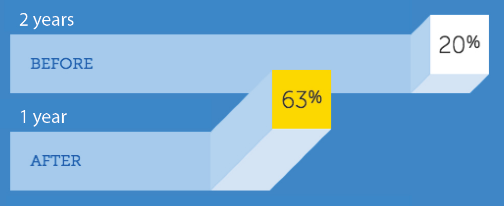 2 years
20%
BEFORE
63%
1 year
AFTER